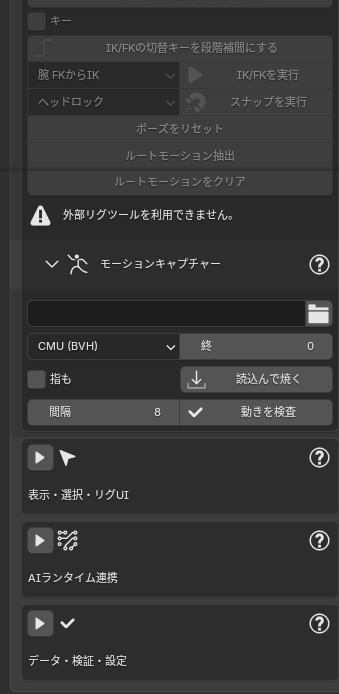 キー
IK/FKの切替キーを段階補間にする
腕 FKからIK
IK/FKを実行
ヘッドロック
スナップを実行
ポーズをリセット
ルートモーション抽出
ルートモーションをクリア
外部リグツールを利用できません。
モーションキャプチャー
CMU (BVH)
終 0
指も
読込んで焼く
間隔 8
動きを検査
表示・選択・リグUI
AIランタイム連携
データ・検証・設定